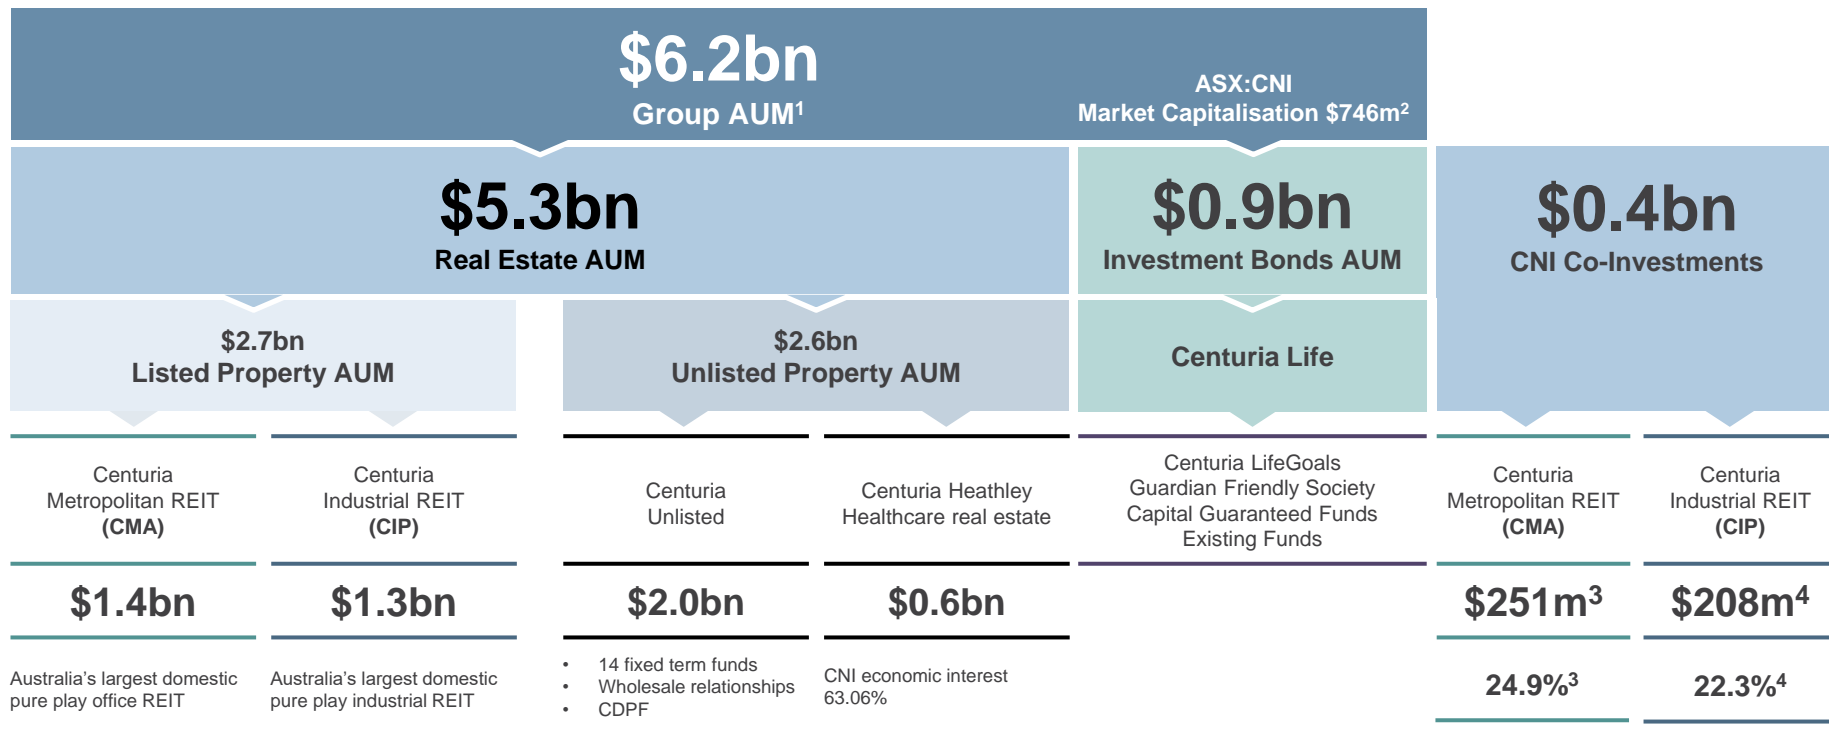 $6.2bn
Group AUM1
ASX:CNI
Market Capitalisation $746m2
$5.3bn
Real Estate AUM
$0.9bn
Investment Bonds AUM
$0.4bn
CNI Co-Investments
$2.7bn
Listed Property AUM
$2.6bn
Unlisted Property AUM
Centuria Life
Centuria
Metropolitan REIT
(CMA)
Centuria
Industrial REIT
(CIP)
Centuria
Unlisted
Centuria Heathley
Healthcare real estate
Centuria LifeGoals
Guardian Friendly Society
Capital Guaranteed Funds
Existing Funds
Centuria
Metropolitan REIT
(CMA)
Centuria
Industrial REIT
(CIP)
$1.4bn
$1.3bn
$2.0bn
$0.6bn
$251m3
$208m4
Australia's largest domestic
pure play office REIT
Australia's largest domestic
pure play industrial REIT
• 14 fixed term funds
• Wholesale relationships
• CDPF
CNI economic interest
63.06%
24.9%3
22.3%4